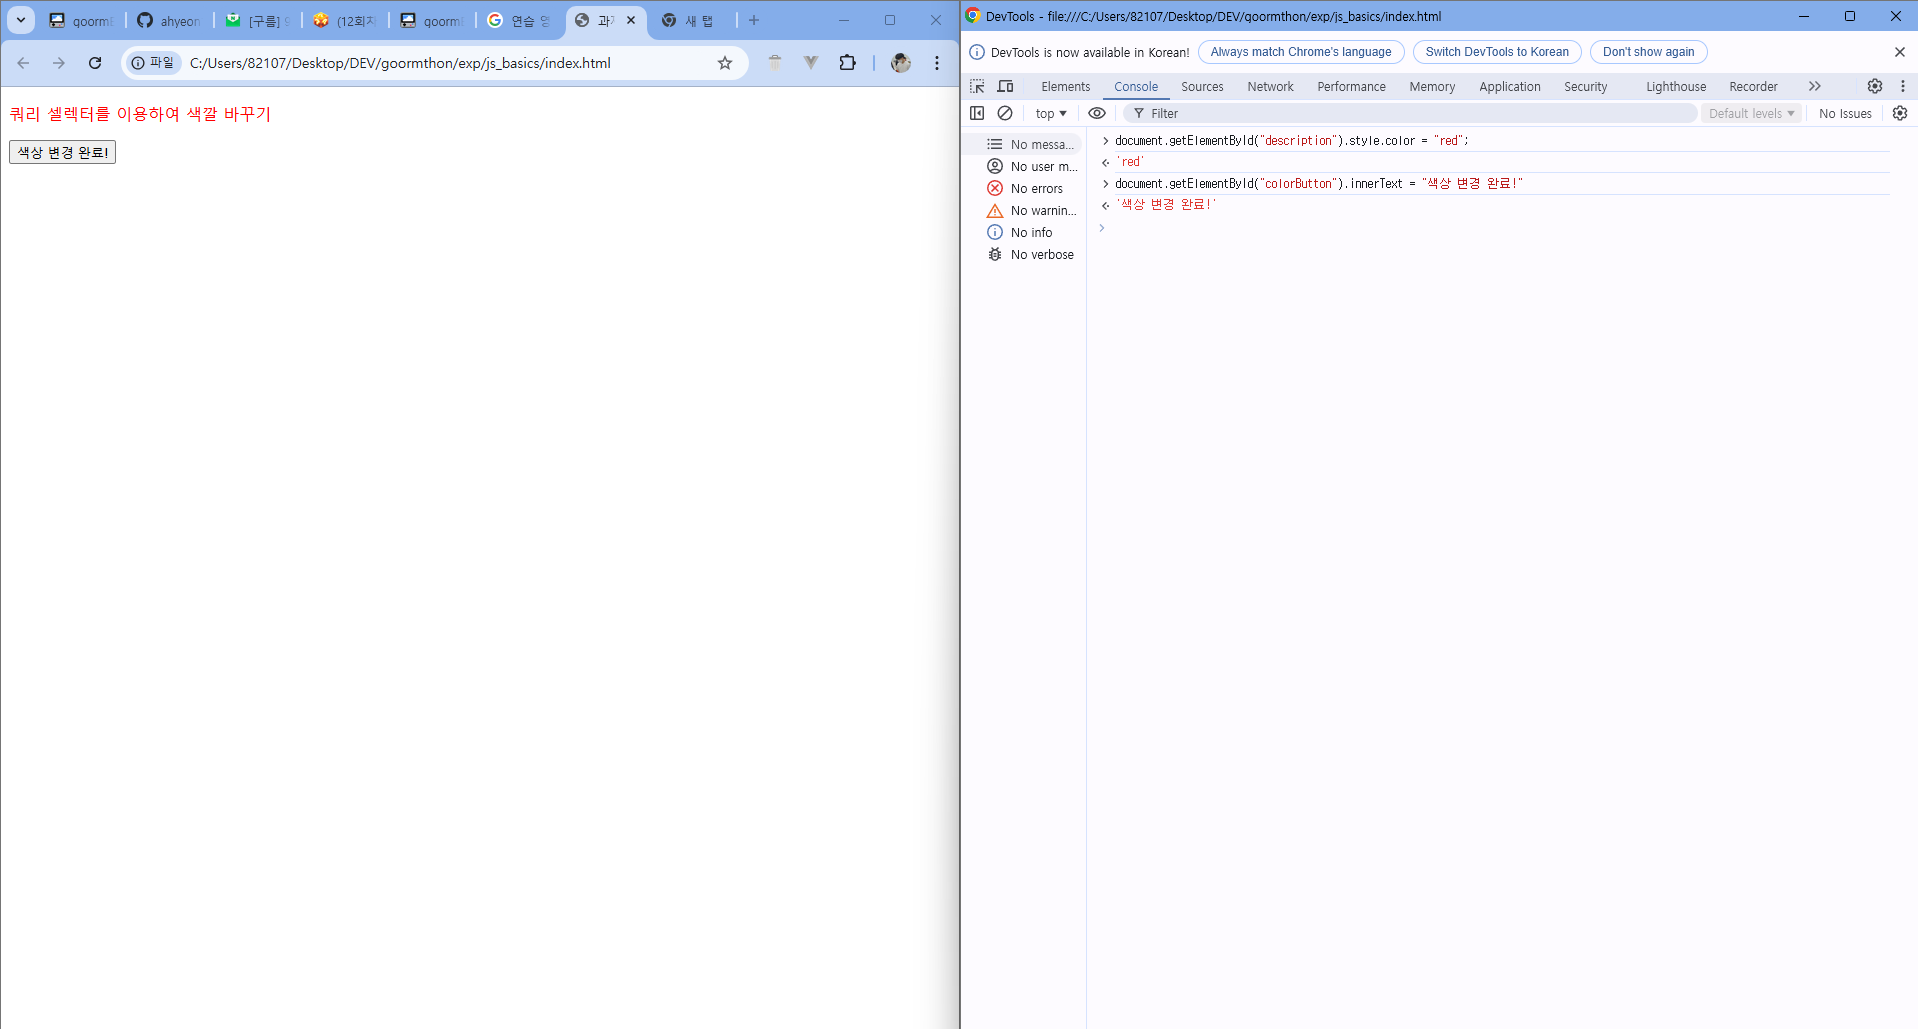 ahyeon
[구름]
(12회차
연습 영
새 탭
파일
C:/Users/82107/Desktop/DEV/goormthon/exp/js_basics/index.html
쿼리 셀렉터를 이용하여 색깔 바꾸기
색상 변경 완료!
DevTools - file:///C:/Users/82107/Desktop/DEV/goormthon/exp/js_basics/index.html
DevTools is now available in Korean! Always match Chrome's language Switch DevTools to Korean Don't show again
Elements Console Sources Network Performance Memory Application Security Lighthouse Recorder
top Filter Default levels No Issues
No messa...
No user m...
No errors
No warnin...
No info
No verbose
document.getElementById("description").style.color = "red";
'red'
document.getElementById("colorButton").innerText = "색상 변경 완료!"
'색상 변경 완료!'